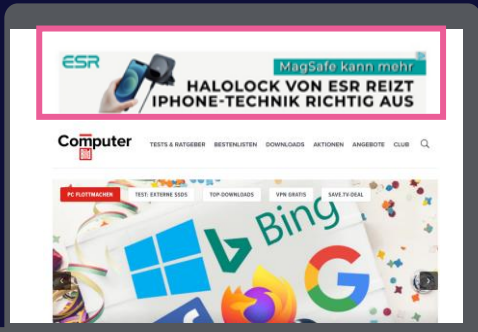 ESR
MagSafe kann mehr
HALOLOCK VON ESR REIZT
IPHONE-TECHNIK RICHTIG AUS
Computer
Bild
TESTS & RATGEBER BESTENLISTEN DOWNLOADS AKTIONEN ANGEBOTE CLUB
PC FLOTTMACHEN TEST: EXTERNE SSDS TOP-DOWNLOADS VPN GRATIS SAVE.TV-DEAL
Bing